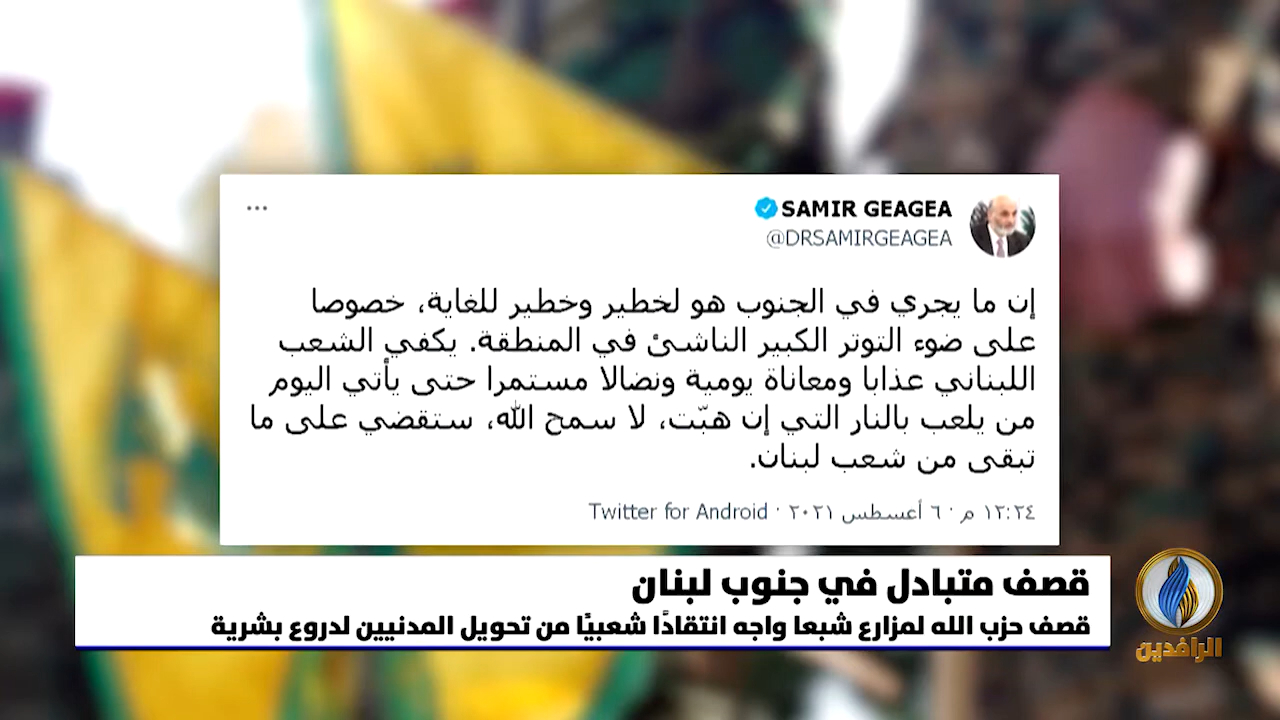 SAMIR GEAGEA
@DRSAMIRGEAGEA
إن ما يجري في الجنوب هو لخطير وخطير للغاية، خصوصا
على ضوء التوتر الكبير الناشئ في المنطقة. يكفي الشعب
اللبناني عذابا ومعاناة يومية ونضالا مستمرا حتى يأتي اليوم
من يلعب بالنار التي إن هبّت، لا سمح الله، ستقضي على ما
تبقى من شعب لبنان.
١٢:٢٤ م · ٦ أغسطس ٢٠٢١ · Twitter for Android
قصف متبادل في جنوب لبنان
قصف حزب الله لمزارع شبعا واجه انتقادًا شعبيًا من تحويل المدنيين لدروع بشرية
الرافدين